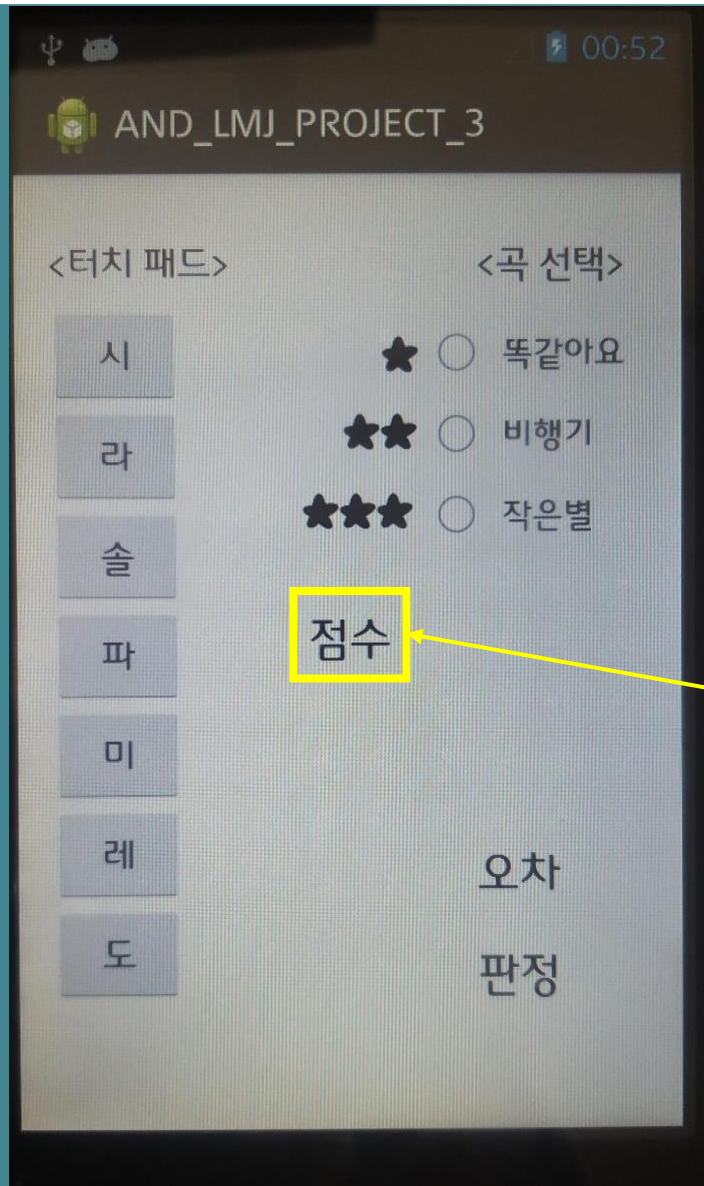 00:52
AND_LMJ_PROJECT_3
<터치 패드>
<곡 선택>
시
라
솔
파
미
레
도
★ 똑같아요
★★ 비행기
★★★ 작은별
점수
오차
판정